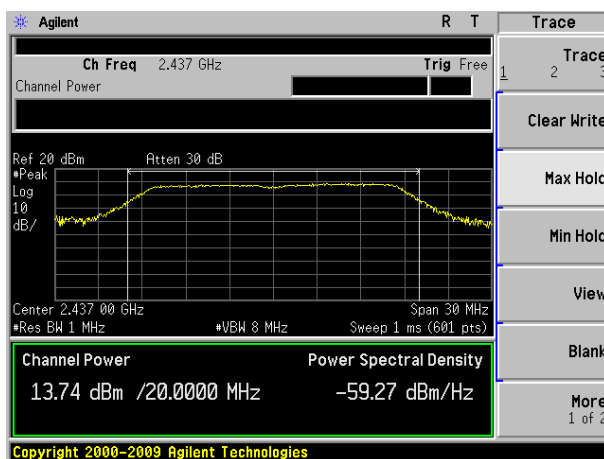 Agilent R T Trace
Ch Freq 2.437 GHz Trig Free
Channel Power
Trace
1 2 3
Clear Write
Max Hold
Min Hold
View
Blank
More
1 of 2
Ref 20 dBm Atten 30 dB
#Peak
Log
10
dB/
Center 2.437 00 GHz Span 30 MHz
#Res BW 1 MHz #VBW 8 MHz Sweep 1 ms (601 pts)
Channel Power Power Spectral Density
13.74 dBm /20.0000 MHz -59.27 dBm/Hz
Copyright 2000-2009 Agilent Technologies